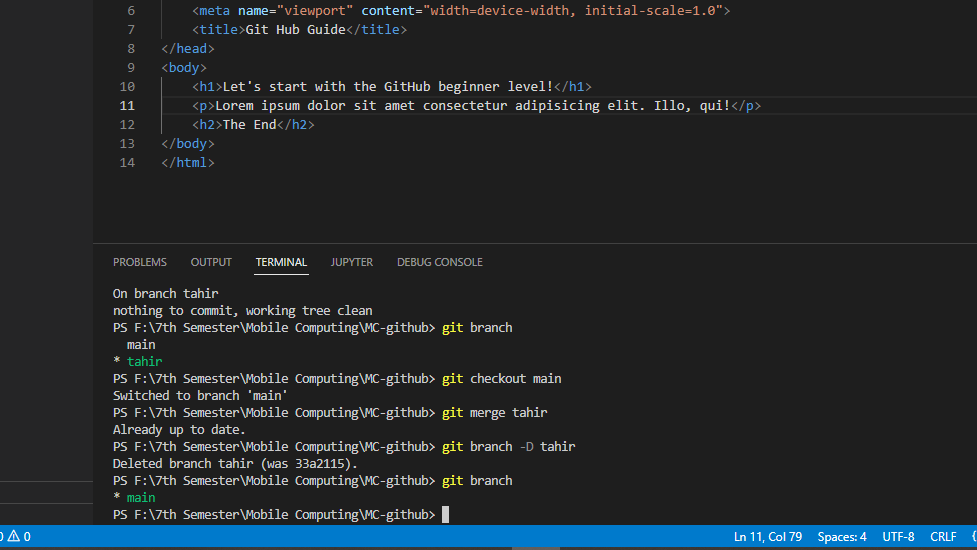 6 <meta name="viewport" content="width=device-width, initial-scale=1.0">
7 <title>Git Hub Guide</title>
8 </head>
9 <body>
10 <h1>Let's start with the GitHub beginner level!</h1>
11 <p>Lorem ipsum dolor sit amet consectetur adipisicing elit. Illo, qui!</p>
12 <h2>The End</h2>
13 </body>
14 </html>
PROBLEMS OUTPUT TERMINAL JUPYTER DEBUG CONSOLE
On branch tahir
nothing to commit, working tree clean
PS F:\7th Semester\Mobile Computing\MC-github> git branch
main
* tahir
PS F:\7th Semester\Mobile Computing\MC-github> git checkout main
Switched to branch 'main'
PS F:\7th Semester\Mobile Computing\MC-github> git merge tahir
Already up to date.
PS F:\7th Semester\Mobile Computing\MC-github> git branch -D tahir
Deleted branch tahir (was 33a2115).
PS F:\7th Semester\Mobile Computing\MC-github> git branch
* main
PS F:\7th Semester\Mobile Computing\MC-github>
0 0 Ln 11, Col 79 Spaces: 4 UTF-8 CRLF {